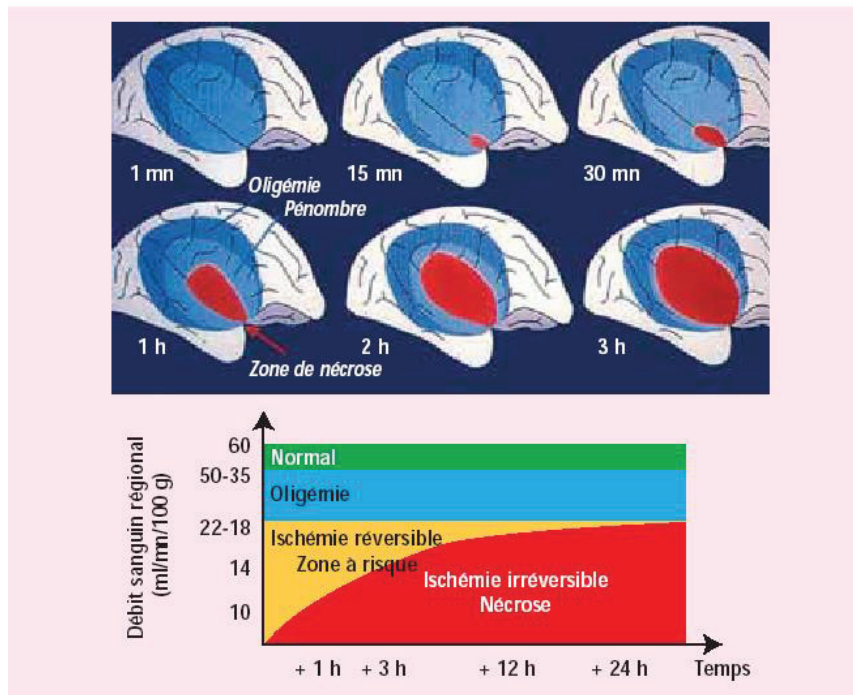 1 mn
15 mn
30 mn
Oligémie
Pénombre
1 h
2 h
3 h
Zone de nécrose
Débit sanguin régional
(ml/mn/100 g)
60
50-35
22-18
14
10
Normal
Oligémie
Ischémie réversible
Zone à risque
Ischémie irréversible
Nécrose
+ 1 h
+ 3 h
+ 12 h
+ 24 h
Temps